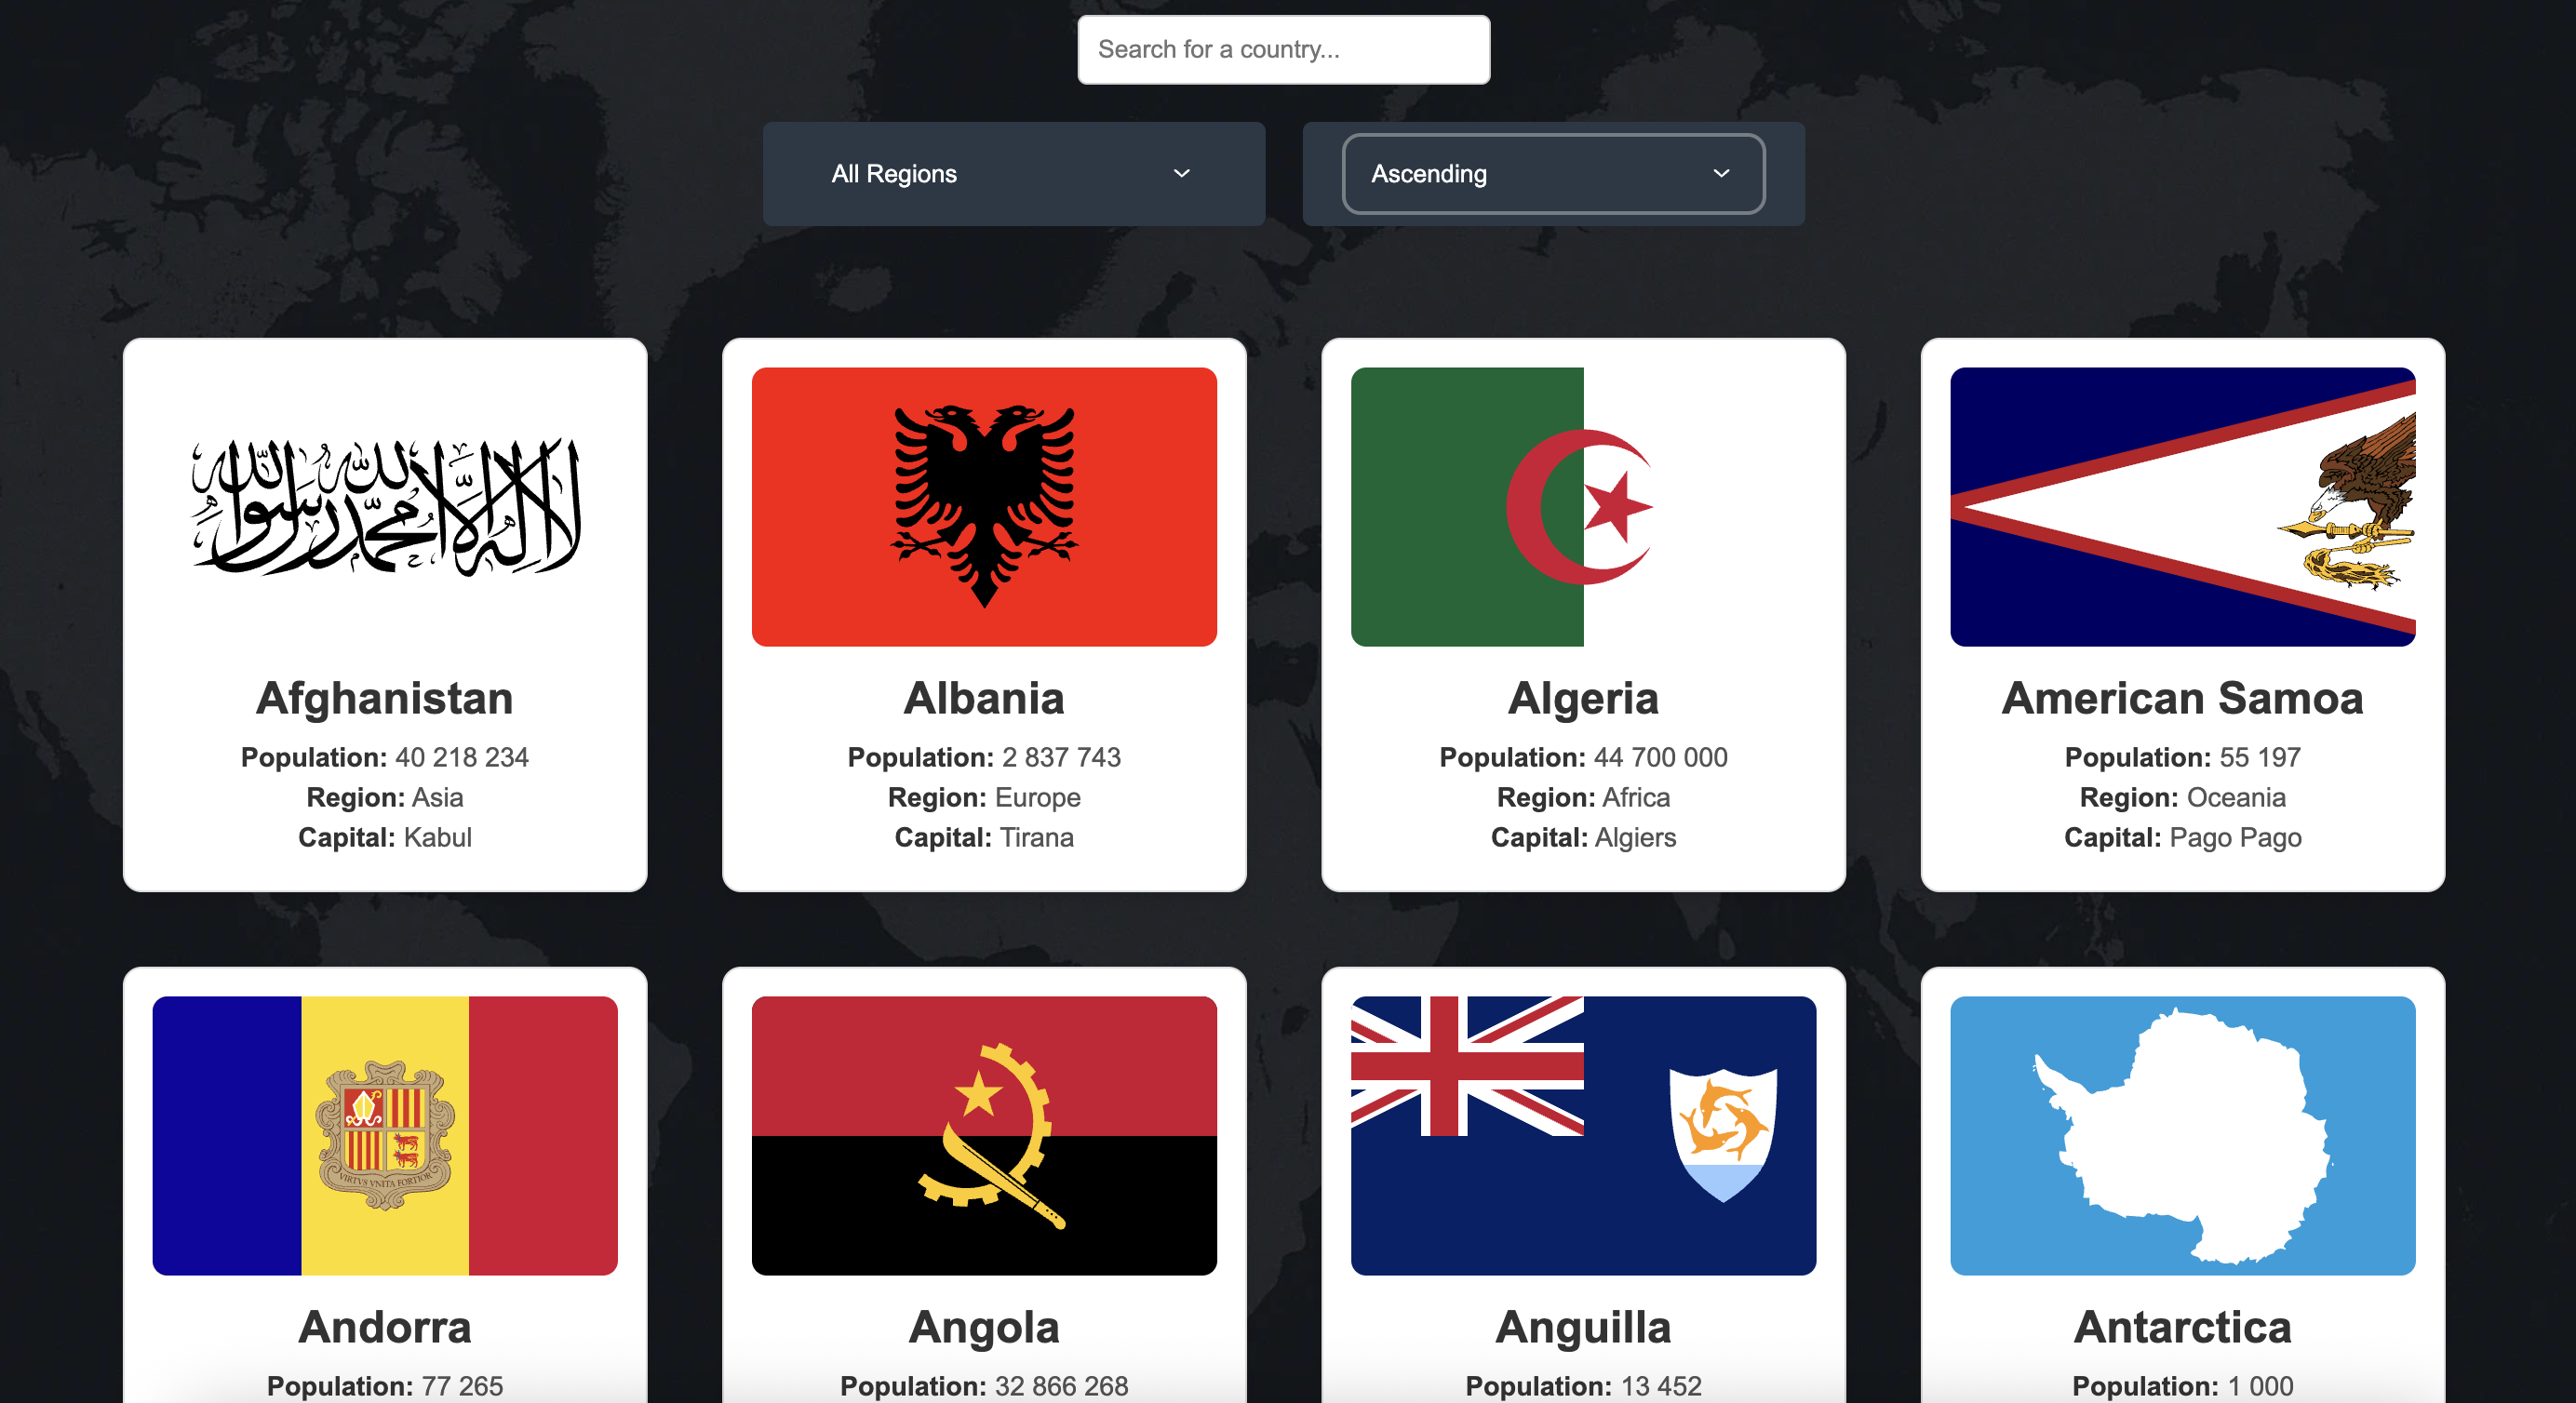 Search for a country...
All Regions
Ascending
لا إله إلا الله محمد رسول الله
Afghanistan
Population: 40 218 234
Region: Asia
Capital: Kabul
Albania
Population: 2 837 743
Region: Europe
Capital: Tirana
Algeria
Population: 44 700 000
Region: Africa
Capital: Algiers
American Samoa
Population: 55 197
Region: Oceania
Capital: Pago Pago
VIRTVS VNITA FORTIOR
Andorra
Population: 77 265
Angola
Population: 32 866 268
Anguilla
Population: 13 452
Antarctica
Population: 1 000